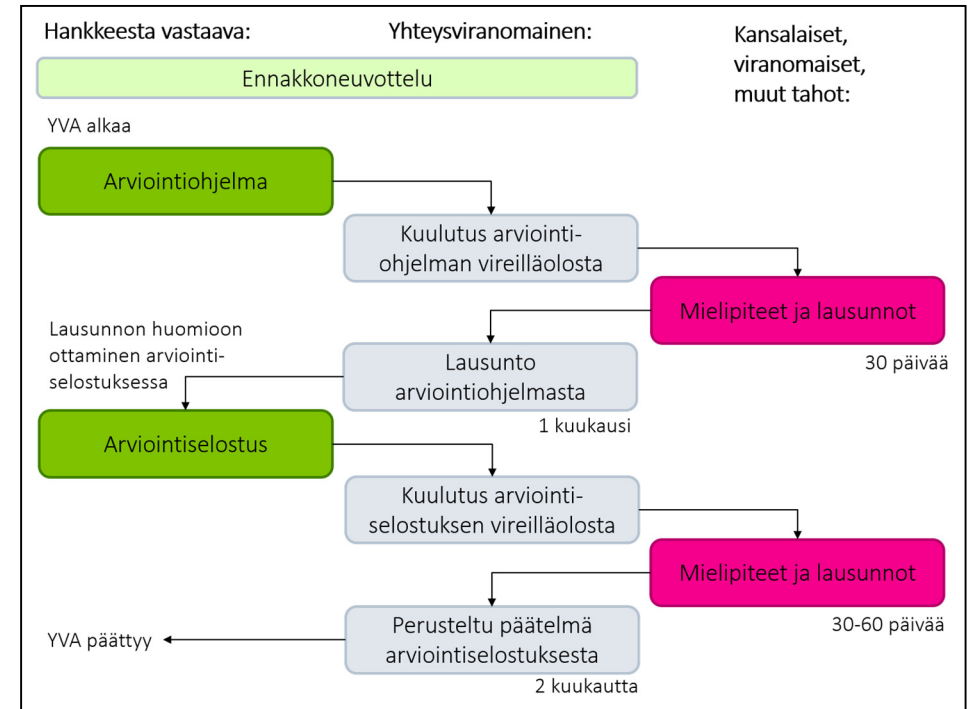 Hankkeesta vastaava:
Yhteysviranomainen:
Kansalaiset,
viranomaiset,
muut tahot:
Ennakkoneuvottelu
YVA alkaa
Arviointiohjelma
Kuulutus arviointi-
ohjelman vireilläolosta
Mielipiteet ja lausunnot
30 päivää
Lausunto
arviointiohjelmasta
1 kuukausi
Lausunnon huomioon
ottaminen arviointi-
selostuksessa
Arviointiselostus
Kuulutus arviointi-
selostuksen vireilläolosta
Mielipiteet ja lausunnot
30-60 päivää
Perusteltu päätelmä
arviointiselostuksesta
2 kuukautta
YVA päättyy